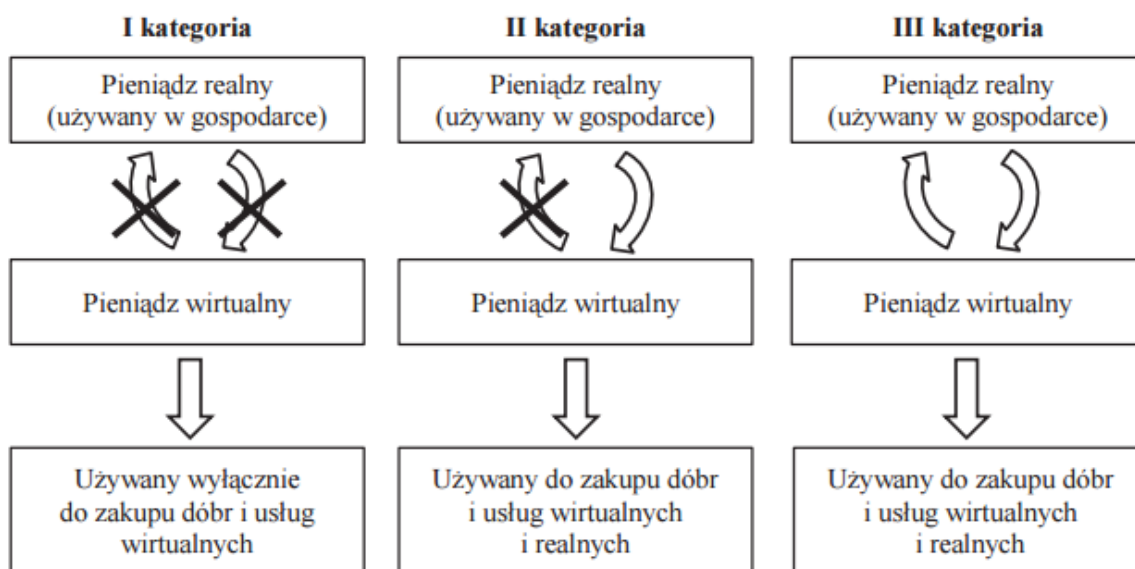 I kategoria
Pieniądz realny
(używany w gospodarce)
Pieniądz wirtualny
Używany wyłącznie
do zakupu dóbr i usług
wirtualnych
II kategoria
Pieniądz realny
(używany w gospodarce)
Pieniądz wirtualny
Używany do zakupu dóbr
i usług wirtualnych
i realnych
III kategoria
Pieniądz realny
(używany w gospodarce)
Pieniądz wirtualny
Używany do zakupu dóbr
i usług wirtualnych
i realnych